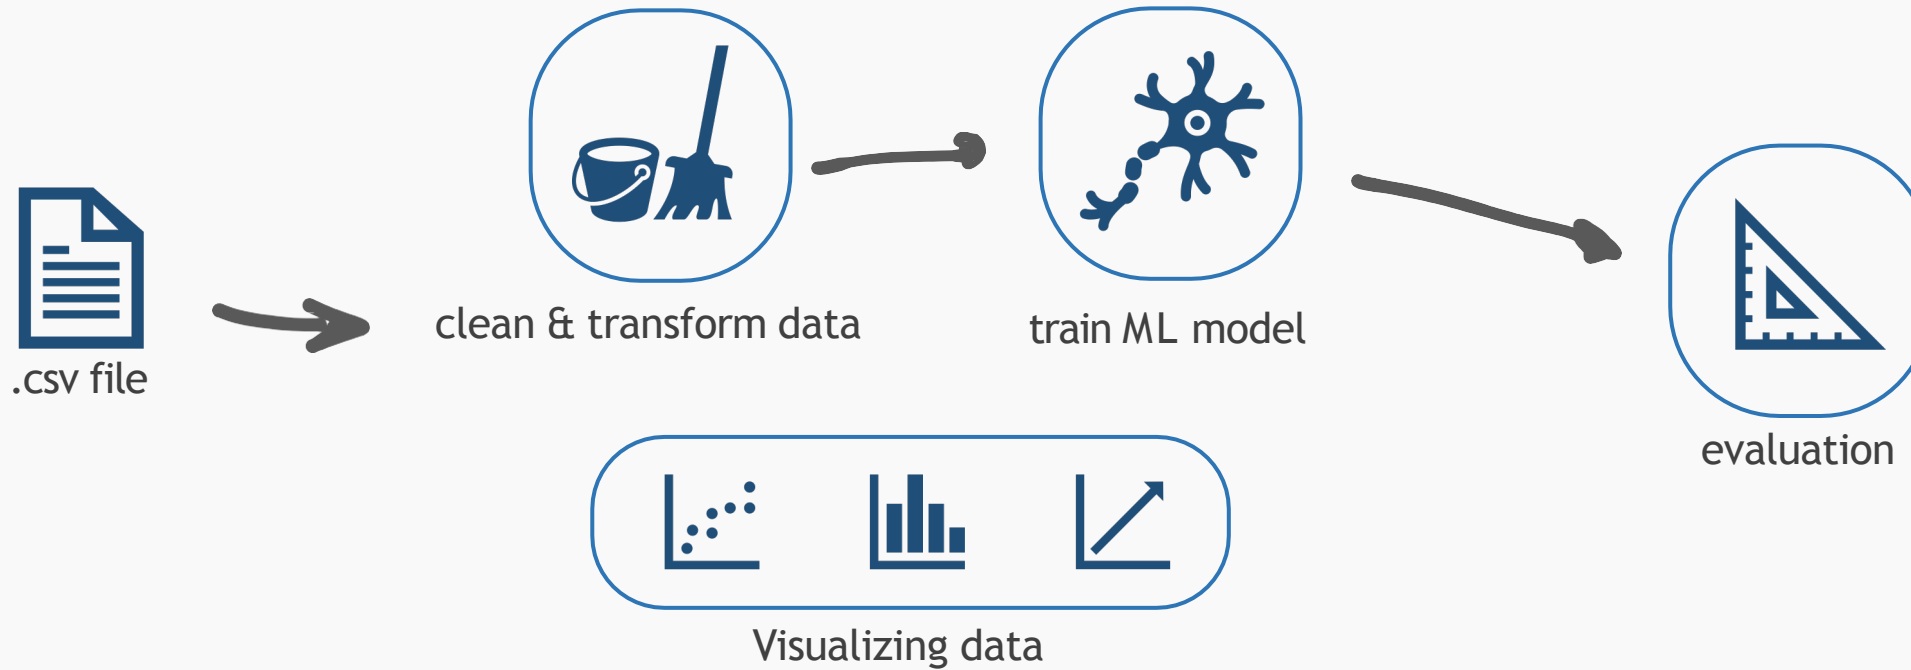 .csv file
clean & transform data
train ML model
evaluation
Visualizing data